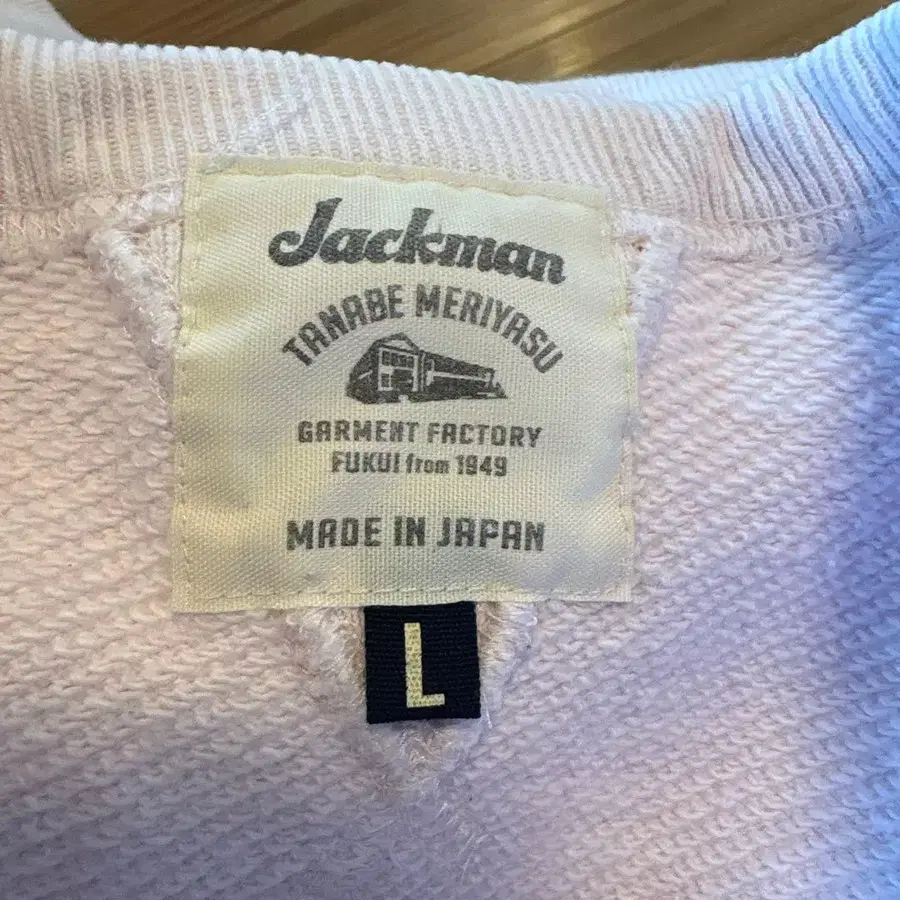 Jackman
TANABE MERIYASU
GARMENT FACTORY
FUKUI from 1949
MADE IN JAPAN
L